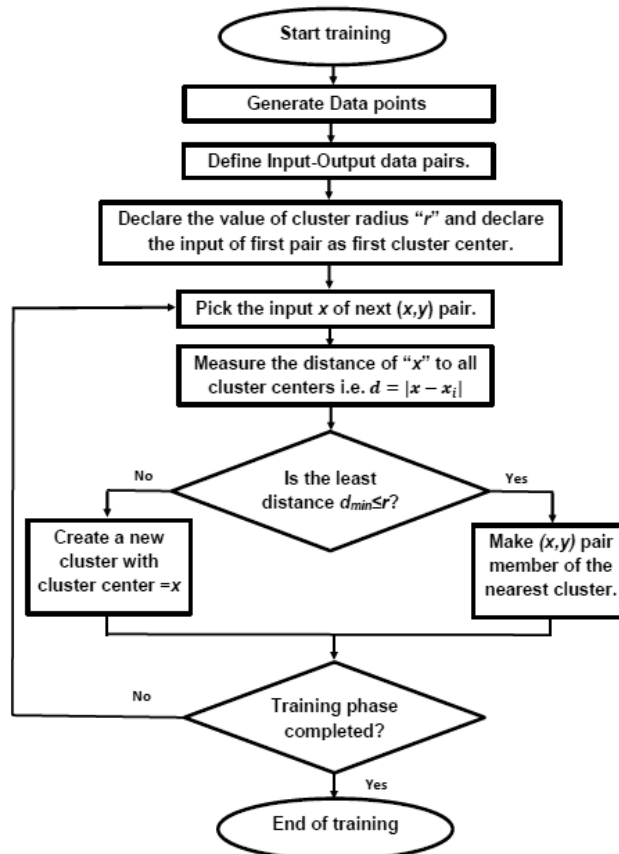 Start training
Generate Data points
Define Input-Output data pairs.
Declare the value of cluster radius “r” and declare
the input of first pair as first cluster center.
Pick the input x of next (x,y) pair.
Measure the distance of “x” to all
cluster centers i.e. d = |x − xᵢ|
Is the least
distance dmin≤r?
No
Yes
Create a new
cluster with
cluster center =x
Make (x,y) pair
member of the
nearest cluster.
Training phase
completed?
No
Yes
End of training